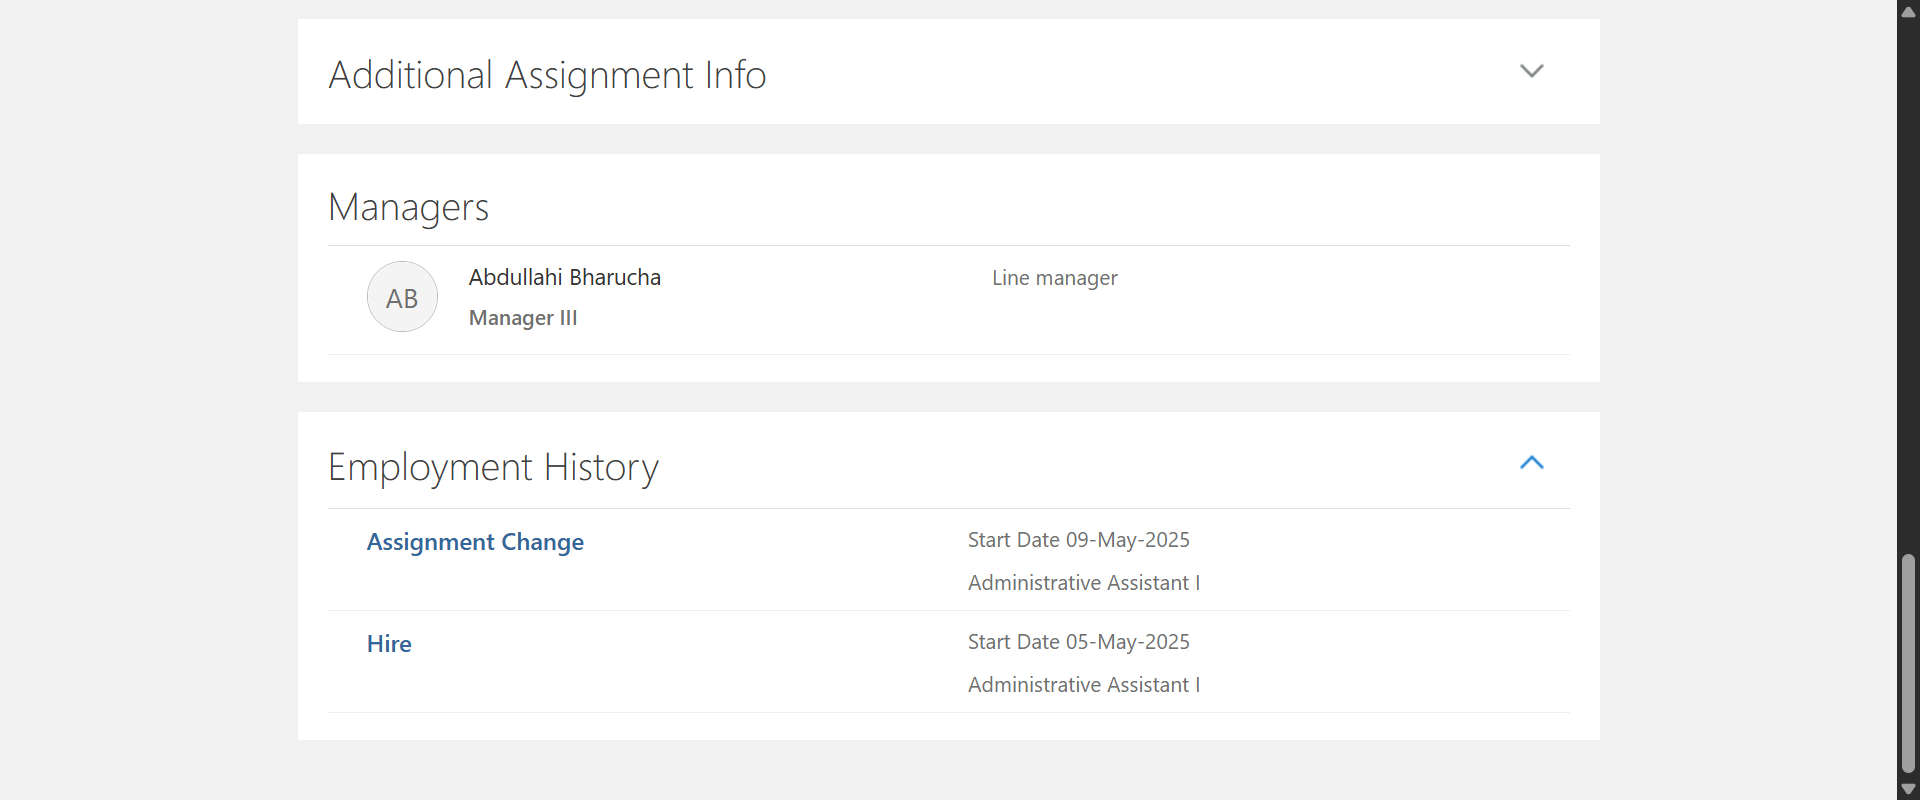 Additional Assignment Info
Managers
AB
Abdullahi Bharucha
Line manager
Manager III
Employment History
Assignment Change
Start Date 09-May-2025
Administrative Assistant I
Hire
Start Date 05-May-2025
Administrative Assistant I